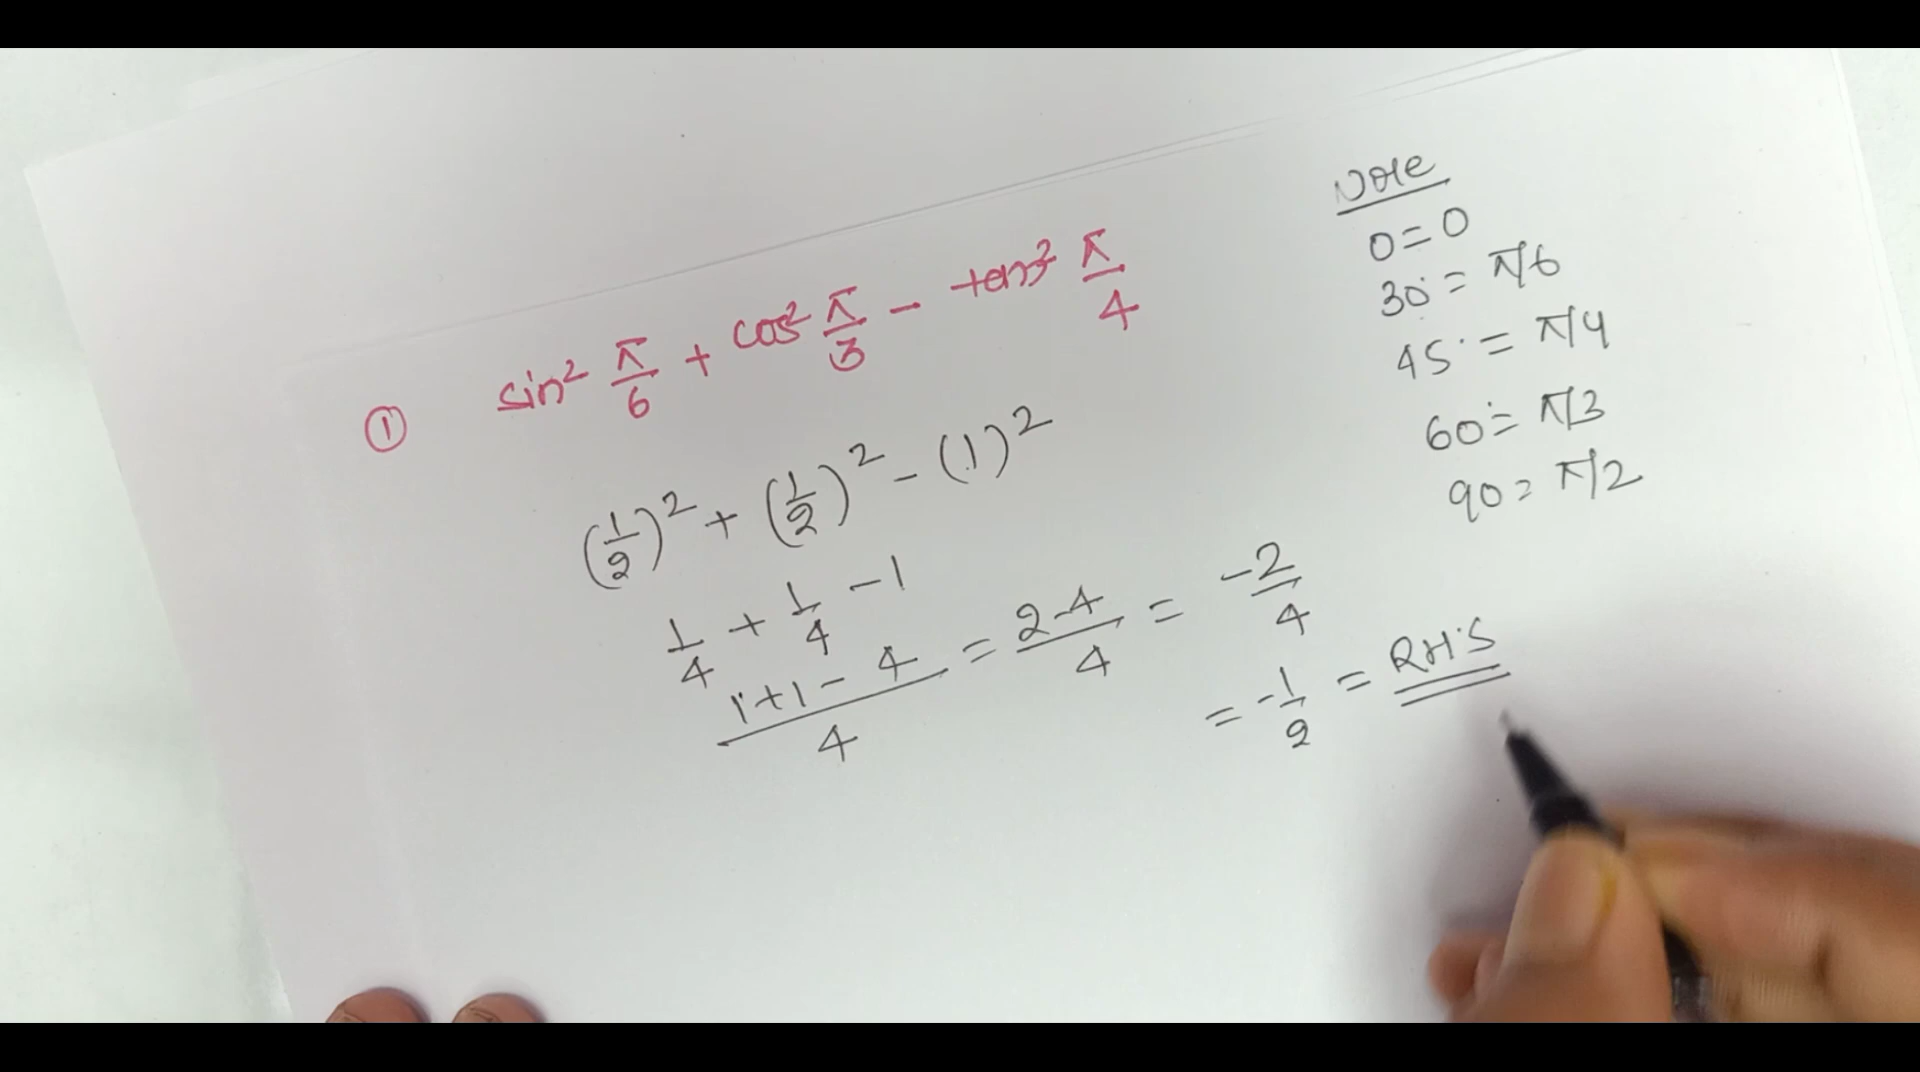 ① sin² π/6 + cos² π/3 - tan² π/4
(1/2)² + (1/2)² - (1)²
1/4 + 1/4 - 1
(1+1-4)/4 = (2-4)/4 = -2/4
= -1/2 = RH·S
Note
0 = 0
30° = π/6
45° = π/4
60° = π/3
90 = π/2